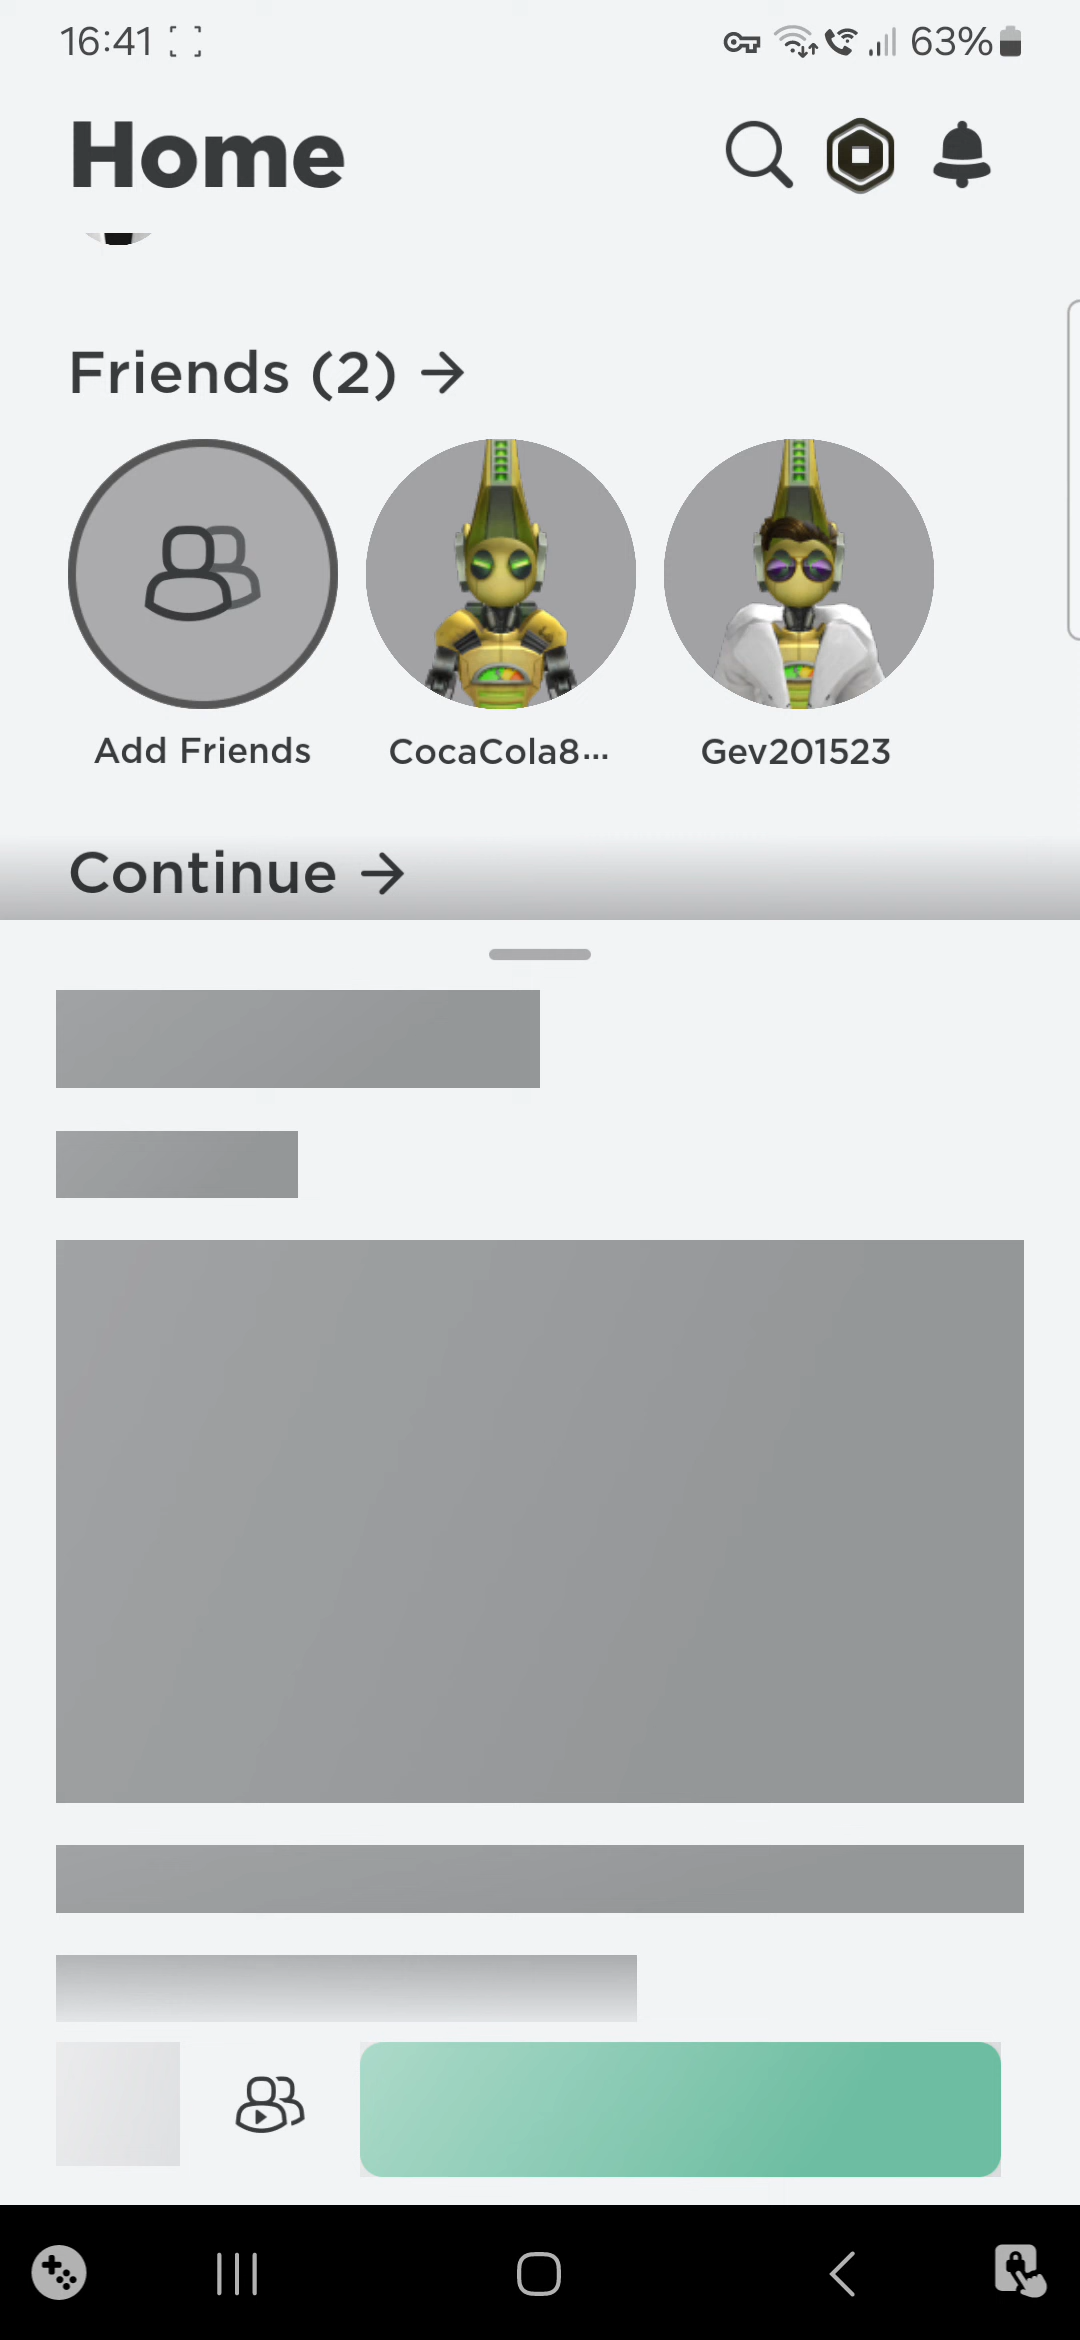 16:41
63%
Home
Friends (2)
Add Friends
CocaCola8...
Gev201523
Continue